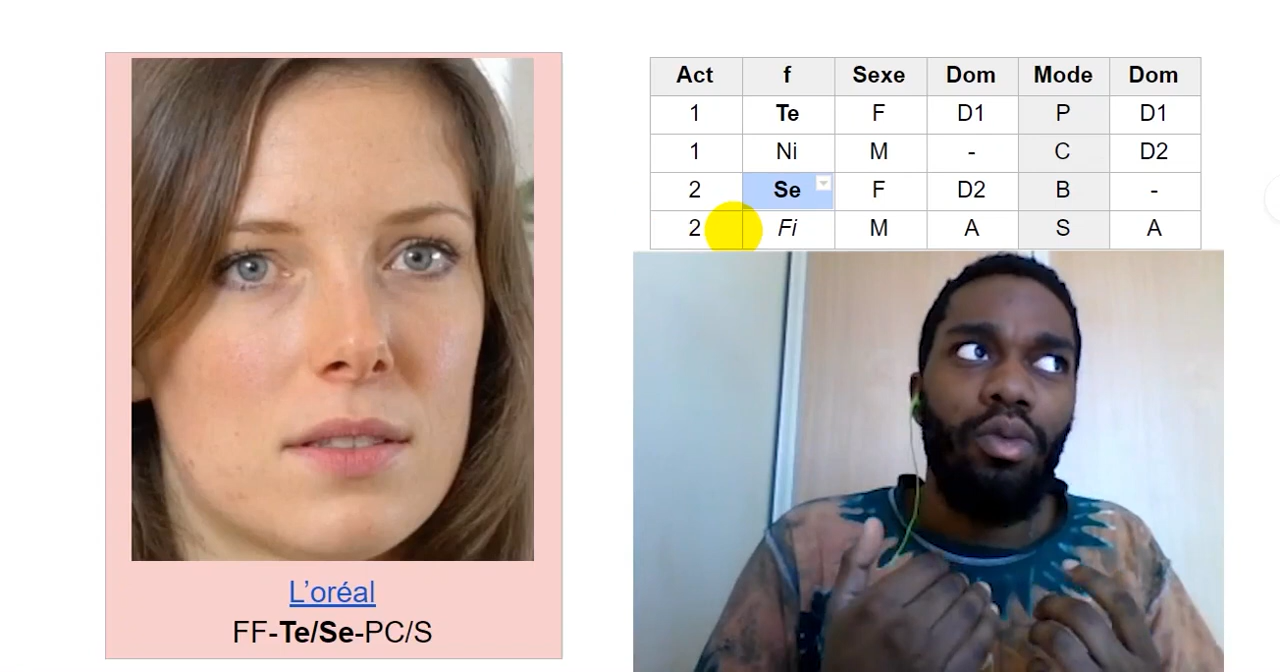 Act f Sexe Dom Mode Dom
1 Te F D1 P D1
1 Ni M - C D2
2 Se F D2 B -
2 Fi M A S A
L’oréal
FF-Te/Se-PC/S